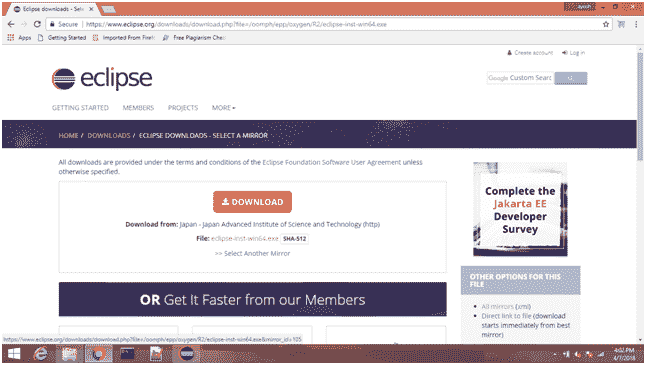 Eclipse downloads - Sele
Secure https://www.eclipse.org/downloads/download.php?file=/oomph/epp/oxygen/R2/eclipse-inst-win64.exe
Apps Getting Started Imported From Firef Free Plagiarism Chec
Create account Log in
eclipse
Google Custom Searc
GETTING STARTED MEMBERS PROJECTS MORE
HOME / DOWNLOADS / ECLIPSE DOWNLOADS - SELECT A MIRROR
All downloads are provided under the terms and conditions of the Eclipse Foundation Software User Agreement unless
otherwise specified.
DOWNLOAD
Download from: Japan - Japan Advanced Institute of Science and Technology (http)
File: eclipse-inst-win64.exe SHA-512
>> Select Another Mirror
Complete the
Jakarta EE
Developer
Survey
OTHER OPTIONS FOR THIS
FILE
All mirrors (xml)
Direct link to file (download
starts immediately from best
mirror)
OR Get It Faster from our Members
https://www.eclipse.org/downloads/download.php?file=/oomph/epp/oxygen/R2/eclipse-inst-win64.exe&mirror_id=105
4:02 PM
4/7/2018